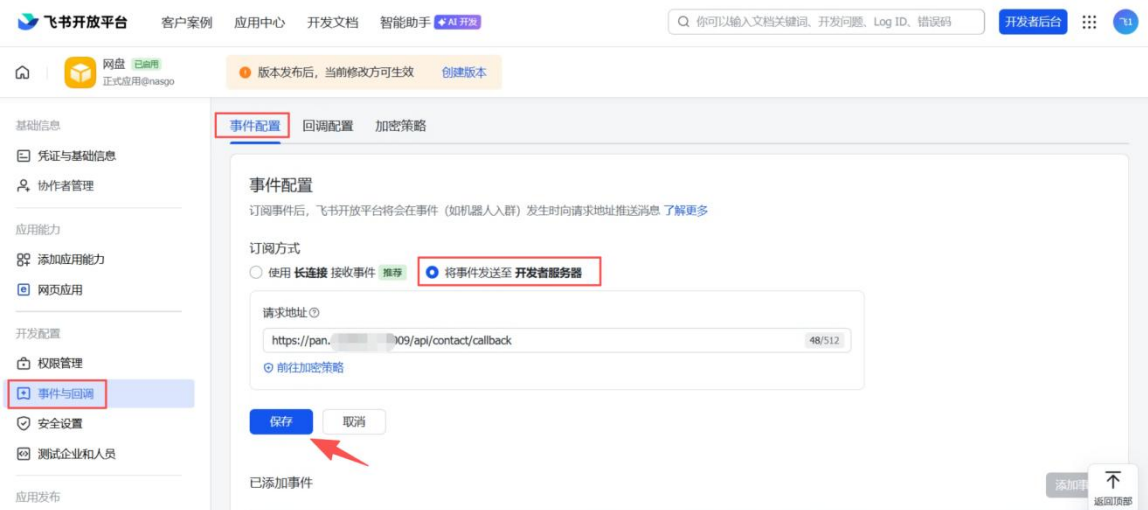 飞书开放平台 客户案例 应用中心 开发文档 智能助手 AI 开发 你可以输入文档关键词、开发问题、Log ID、错误码 开发者后台 飞1
网盘 已启用
正式应用@nasgo
版本发布后，当前修改方可生效 创建版本
基础信息
凭证与基础信息
协作者管理
应用能力
添加应用能力
网页应用
开发配置
权限管理
事件与回调
安全设置
测试企业和人员
应用发布
事件配置 回调配置 加密策略
事件配置
订阅事件后，飞书开放平台将会在事件（如机器人入群）发生时向请求地址推送消息 了解更多
订阅方式
使用 长连接 接收事件 推荐 将事件发送至 开发者服务器
请求地址
https://pan. 009/api/contact/callback 48/512
前往加密策略
保存 取消
已添加事件 添加事
返回顶部